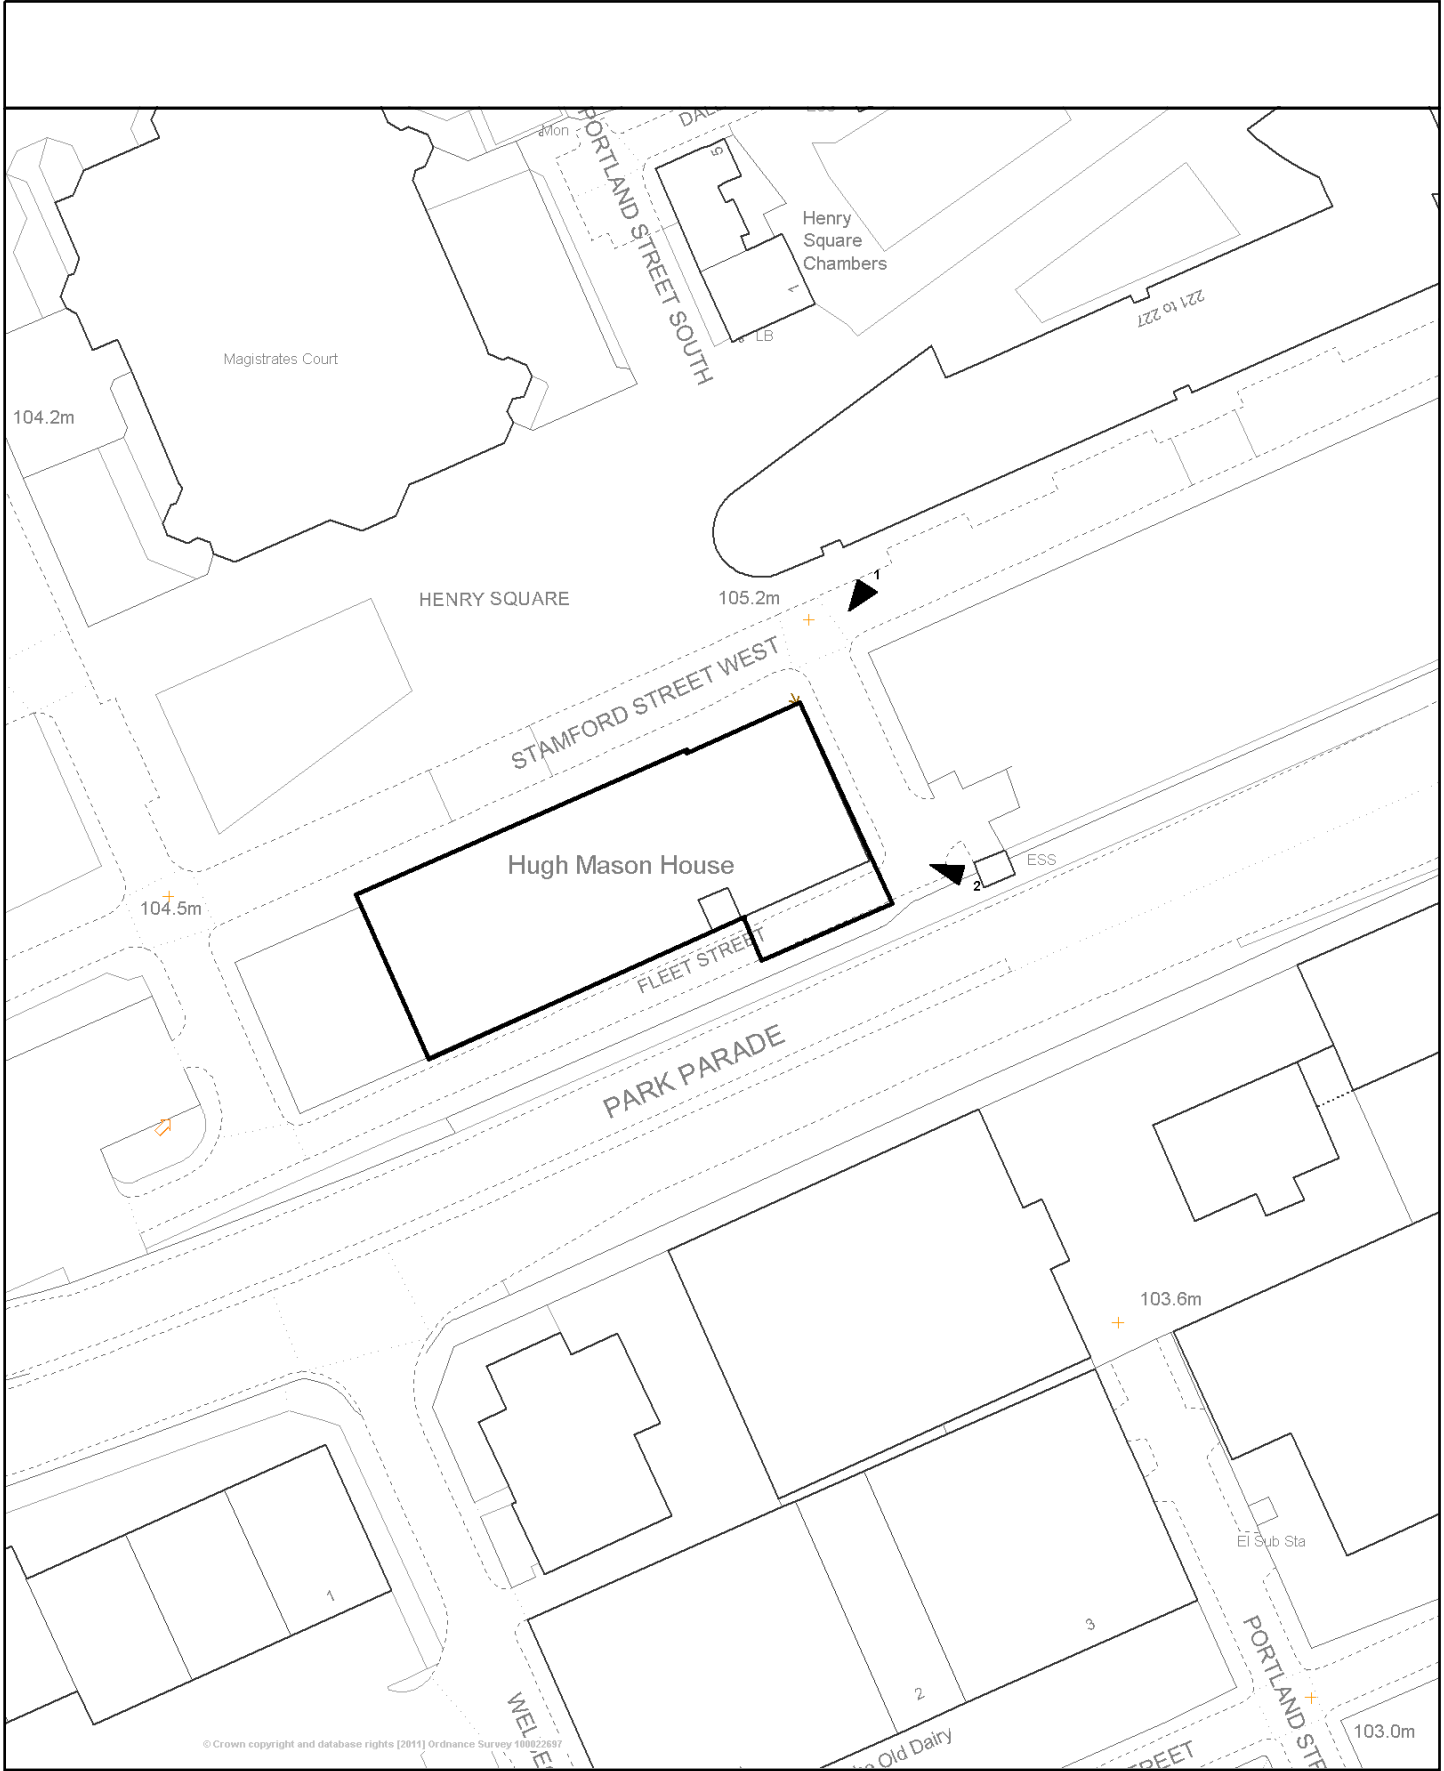 Mon
PORTLAND STREET SOUTH
5
Henry
Square
Chambers
1
LB
221 to 227
Magistrates Court
104.2m
HENRY SQUARE
105.2m
1
STAMFORD STREET WEST
Hugh Mason House
ESS
2
104.5m
FLEET STREET
PARK PARADE
103.6m
El Sub Sta
1
3
2
Old Dairy
103.0m
© Crown copyright and database rights [2011] Ordnance Survey 100022697